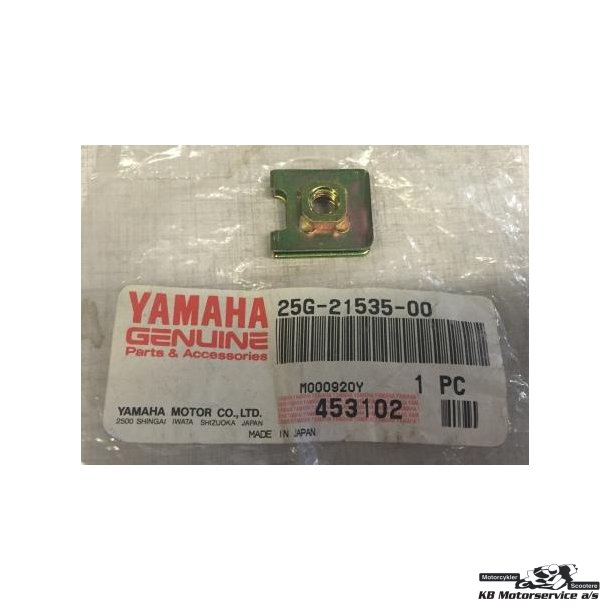 YAMAHA
GENUINE
Parts & Accessories
YAMAHA MOTOR CO., LTD.
2500 SHINGAI IWATA SHIZUOKA JAPAN
25G-21535-00
M000920Y
1 PC
453102
MADE IN JAPAN
Motorcykler
Scootere
KB Motorservice a/s